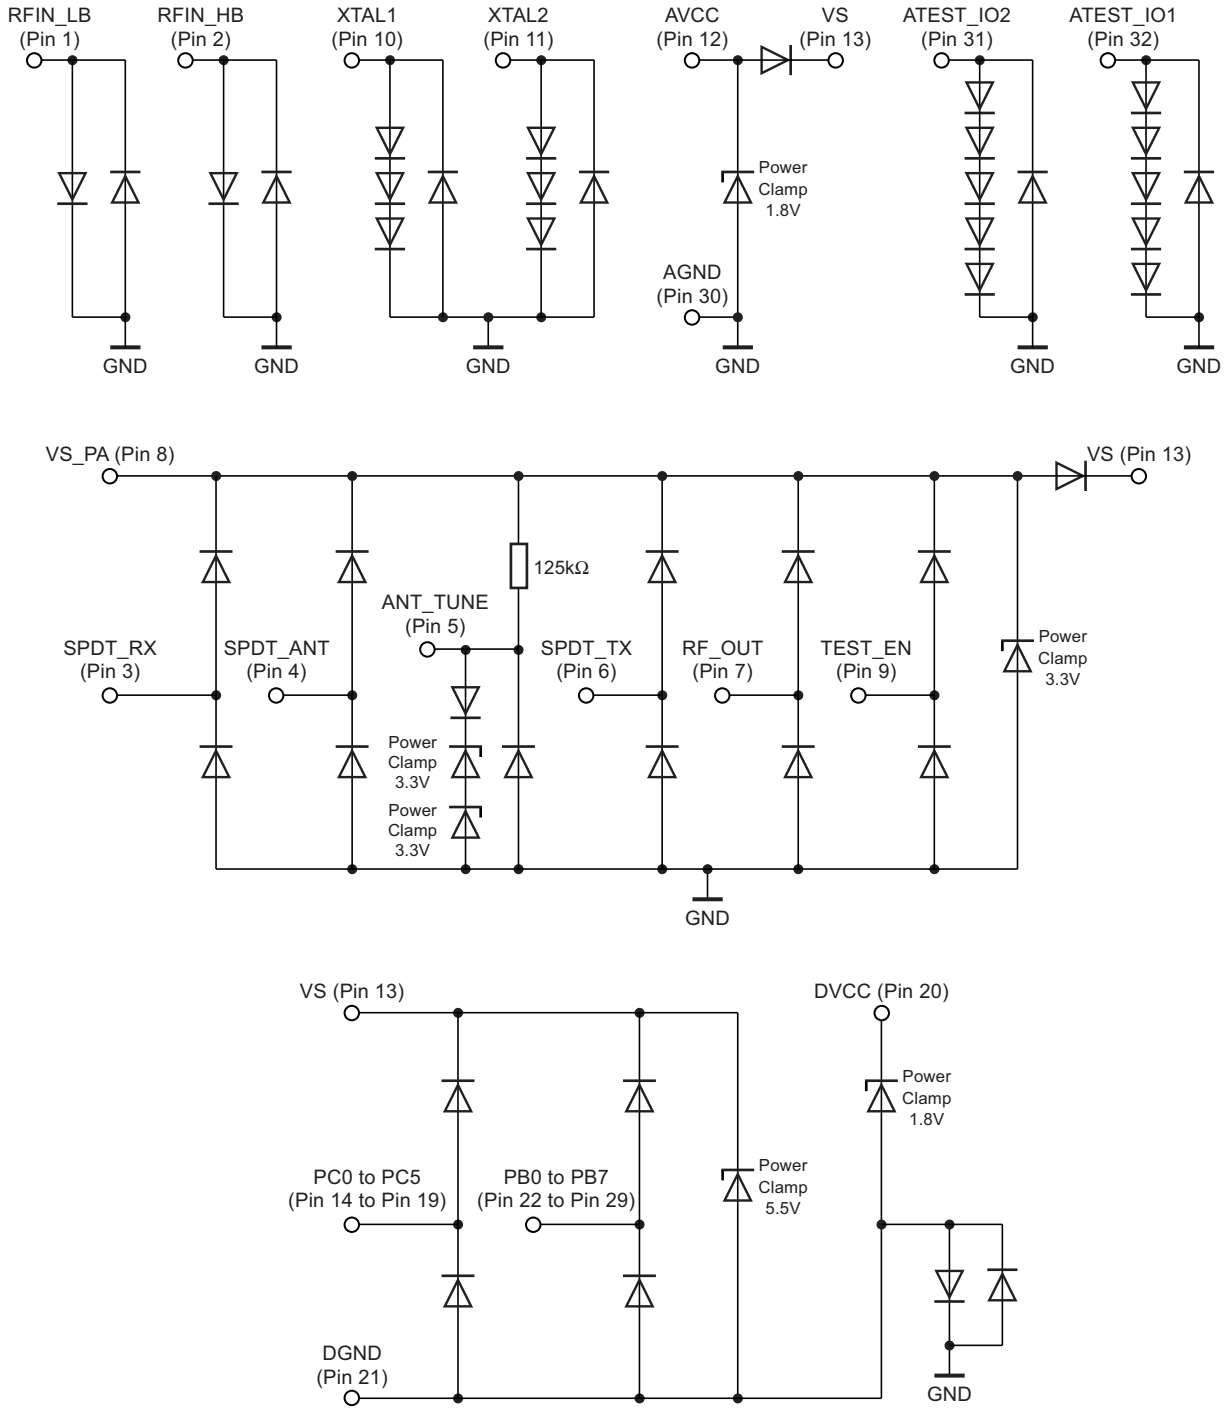 RFIN_LB
(Pin 1)
RFIN_HB
(Pin 2)
XTAL1
(Pin 10)
XTAL2
(Pin 11)
AVCC
(Pin 12)
VS
(Pin 13)
ATEST_IO2
(Pin 31)
ATEST_IO1
(Pin 32)
Power
Clamp
1.8V
AGND
(Pin 30)
GND
GND
GND
GND
GND
GND
VS_PA (Pin 8)
VS (Pin 13)
125kΩ
ANT_TUNE
(Pin 5)
SPDT_RX
(Pin 3)
SPDT_ANT
(Pin 4)
SPDT_TX
(Pin 6)
RF_OUT
(Pin 7)
TEST_EN
(Pin 9)
Power
Clamp
3.3V
Power
Clamp
3.3V
Power
Clamp
3.3V
GND
VS (Pin 13)
DVCC (Pin 20)
Power
Clamp
1.8V
PC0 to PC5
(Pin 14 to Pin 19)
PB0 to PB7
(Pin 22 to Pin 29)
Power
Clamp
5.5V
DGND
(Pin 21)
GND